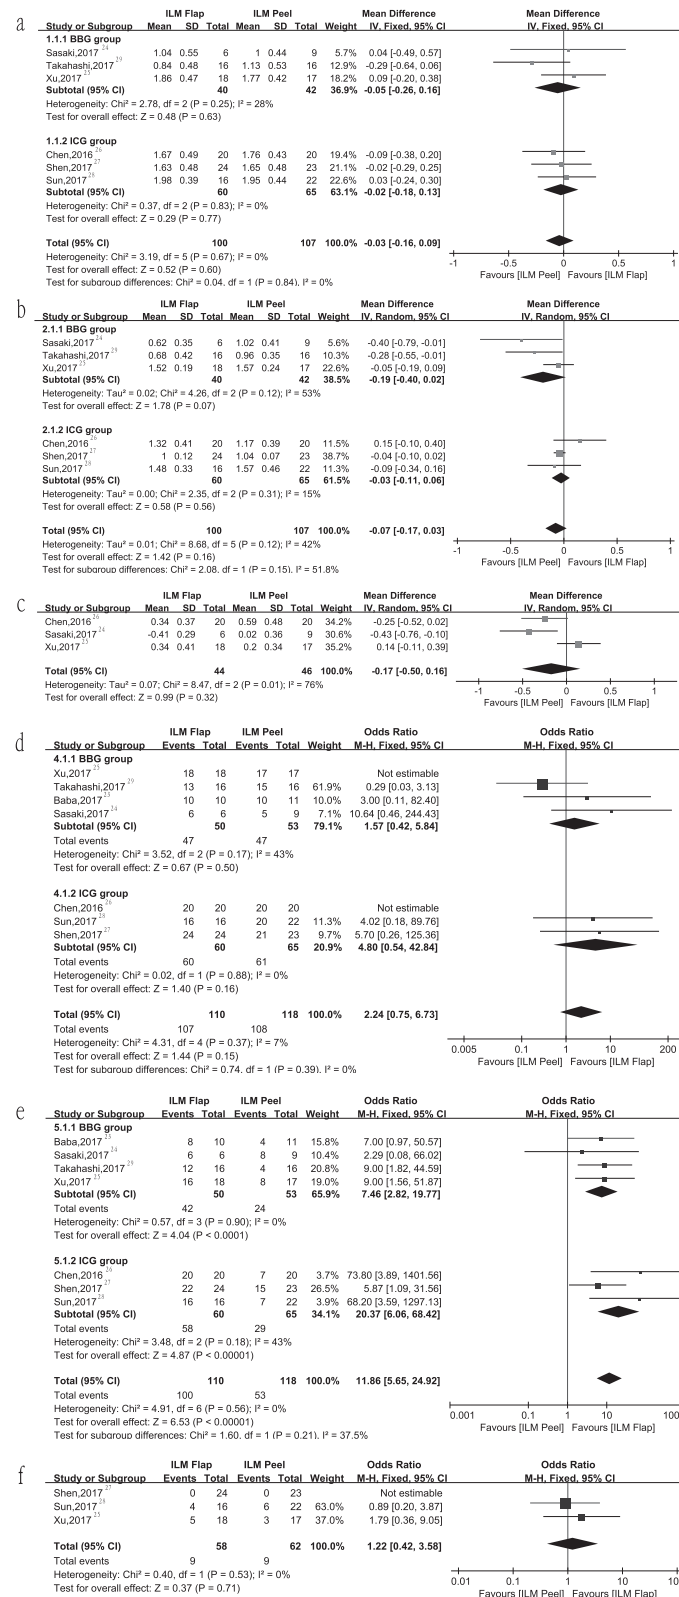 a
ILM Flap ILM Peel Mean Difference Mean Difference
Study or Subgroup Mean SD Total Mean SD Total Weight IV, Fixed, 95% CI IV, Fixed, 95% CI
1.1.1 BBG group
Sasaki,2017 24 1.04 0.55 6 1 0.44 9 5.7% 0.04 [-0.49, 0.57]
Takahashi,2017 29 0.84 0.48 16 1.13 0.53 16 13.0% -0.29 [-0.64, 0.06]
Xu,2017 25 1.86 0.47 18 1.77 0.42 17 18.2% 0.09 [-0.20, 0.38]
Subtotal (95% CI) 40 42 36.9% -0.05 [-0.26, 0.16]
Heterogeneity: Chi² = 2.78, df = 2 (P = 0.25); I² = 28%
Test for overall effect: Z = 0.48 (P = 0.63)
1.1.2 ICG group
Chen,2016 26 1.67 0.49 20 1.76 0.43 20 19.4% -0.09 [-0.38, 0.20]
Shen,2017 27 1.63 0.48 24 1.65 0.48 23 21.1% -0.02 [-0.29, 0.25]
Sun,2017 28 1.98 0.39 16 1.95 0.44 22 22.6% 0.03 [-0.24, 0.30]
Subtotal (95% CI) 60 65 63.1% -0.02 [-0.18, 0.13]
Heterogeneity: Chi² = 0.37, df = 2 (P = 0.83); I² = 0%
Test for overall effect: Z = 0.29 (P = 0.77)
Total (95% CI) 100 107 100.0% -0.03 [-0.16, 0.09]
Heterogeneity: Chi² = 3.19, df = 5 (P = 0.67); I² = 0%
Test for overall effect: Z = 0.52 (P = 0.60)
Test for subgroup differences: Chi² = 0.04, df = 1 (P = 0.84), I² = 0%
-1 -0.5 0 0.5 1
Favours [ILM Peel] Favours [ILM Flap]
b
ILM Flap ILM Peel Mean Difference Mean Difference
Study or Subgroup Mean SD Total Mean SD Total Weight IV, Random, 95% CI IV, Random, 95% CI
2.1.1 BBG group
Sasaki,2017 24 0.62 0.35 6 1.02 0.41 9 5.6% -0.40 [-0.79, -0.01]
Takahashi,2017 29 0.68 0.42 16 0.96 0.35 16 10.3% -0.28 [-0.55, -0.01]
Xu,2017 25 1.52 0.19 18 1.57 0.24 17 22.6% -0.05 [-0.19, 0.09]
Subtotal (95% CI) 40 42 38.5% -0.19 [-0.40, 0.02]
Heterogeneity: Tau² = 0.02; Chi² = 4.26, df = 2 (P = 0.12); I² = 53%
Test for overall effect: Z = 1.78 (P = 0.07)
2.1.2 ICG group
Chen,2016 26 1.32 0.41 20 1.17 0.39 20 11.5% 0.15 [-0.10, 0.40]
Shen,2017 27 1 0.12 24 1.04 0.07 23 38.7% -0.04 [-0.10, 0.02]
Sun,2017 28 1.48 0.33 16 1.57 0.46 22 11.3% -0.09 [-0.34, 0.16]
Subtotal (95% CI) 60 65 61.5% -0.03 [-0.11, 0.06]
Heterogeneity: Tau² = 0.00; Chi² = 2.35, df = 2 (P = 0.31); I² = 15%
Test for overall effect: Z = 0.58 (P = 0.56)
Total (95% CI) 100 107 100.0% -0.07 [-0.17, 0.03]
Heterogeneity: Tau² = 0.01; Chi² = 8.68, df = 5 (P = 0.12); I² = 42%
Test for overall effect: Z = 1.42 (P = 0.16)
Test for subgroup differences: Chi² = 2.08, df = 1 (P = 0.15), I² = 51.8%
-1 -0.5 0 0.5 1
Favours [ILM Peel] Favours [ILM Flap]
c
ILM Flap ILM Peel Mean Difference Mean Difference
Study or Subgroup Mean SD Total Mean SD Total Weight IV, Random, 95% CI IV, Random, 95% CI
Chen,2016 26 0.34 0.37 20 0.59 0.48 20 34.2% -0.25 [-0.52, 0.02]
Sasaki,2017 24 -0.41 0.29 6 0.02 0.36 9 30.6% -0.43 [-0.76, -0.10]
Xu,2017 25 0.34 0.41 18 0.2 0.34 17 35.2% 0.14 [-0.11, 0.39]
Total (95% CI) 44 46 100.0% -0.17 [-0.50, 0.16]
Heterogeneity: Tau² = 0.07; Chi² = 8.47, df = 2 (P = 0.01); I² = 76%
Test for overall effect: Z = 0.99 (P = 0.32)
-1 -0.5 0 0.5 1
Favours [ILM Peel] Favours [ILM Flap]
d
ILM Flap ILM Peel Odds Ratio Odds Ratio
Study or Subgroup Events Total Events Total Weight M-H, Fixed, 95% CI M-H, Fixed, 95% CI
4.1.1 BBG group
Xu,2017 25 18 18 17 17 Not estimable
Takahashi,2017 29 13 16 15 16 61.9% 0.29 [0.03, 3.13]
Baba,2017 23 10 10 10 11 10.0% 3.00 [0.11, 82.40]
Sasaki,2017 24 6 6 5 9 7.1% 10.64 [0.46, 244.43]
Subtotal (95% CI) 50 53 79.1% 1.57 [0.42, 5.84]
Total events 47 47
Heterogeneity: Chi² = 3.52, df = 2 (P = 0.17); I² = 43%
Test for overall effect: Z = 0.67 (P = 0.50)
4.1.2 ICG group
Chen,2016 26 20 20 20 20 Not estimable
Sun,2017 28 16 16 20 22 11.3% 4.02 [0.18, 89.76]
Shen,2017 27 24 24 21 23 9.7% 5.70 [0.26, 125.36]
Subtotal (95% CI) 60 65 20.9% 4.80 [0.54, 42.84]
Total events 60 61
Heterogeneity: Chi² = 0.02, df = 1 (P = 0.88); I² = 0%
Test for overall effect: Z = 1.40 (P = 0.16)
Total (95% CI) 110 118 100.0% 2.24 [0.75, 6.73]
Total events 107 108
Heterogeneity: Chi² = 4.31, df = 4 (P = 0.37); I² = 7%
Test for overall effect: Z = 1.44 (P = 0.15)
Test for subgroup differences: Chi² = 0.74, df = 1 (P = 0.39), I² = 0%
0.005 0.1 1 10 200
Favours [ILM Peel] Favours [ILM Flap]
e
ILM Flap ILM Peel Odds Ratio Odds Ratio
Study or Subgroup Events Total Events Total Weight M-H, Fixed, 95% CI M-H, Fixed, 95% CI
5.1.1 BBG group
Baba,2017 23 8 10 4 11 15.8% 7.00 [0.97, 50.57]
Sasaki,2017 24 6 6 8 9 10.4% 2.29 [0.08, 66.02]
Takahashi,2017 29 12 16 4 16 20.8% 9.00 [1.82, 44.59]
Xu,2017 25 16 18 8 17 19.0% 9.00 [1.56, 51.87]
Subtotal (95% CI) 50 53 65.9% 7.46 [2.82, 19.77]
Total events 42 24
Heterogeneity: Chi² = 0.57, df = 3 (P = 0.90); I² = 0%
Test for overall effect: Z = 4.04 (P < 0.0001)
5.1.2 ICG group
Chen,2016 26 20 20 7 20 3.7% 73.80 [3.89, 1401.56]
Shen,2017 27 22 24 15 23 26.5% 5.87 [1.09, 31.56]
Sun,2017 28 16 16 7 22 3.9% 68.20 [3.59, 1297.13]
Subtotal (95% CI) 60 65 34.1% 20.37 [6.06, 68.42]
Total events 58 29
Heterogeneity: Chi² = 3.48, df = 2 (P = 0.18); I² = 43%
Test for overall effect: Z = 4.87 (P < 0.00001)
Total (95% CI) 110 118 100.0% 11.86 [5.65, 24.92]
Total events 100 53
Heterogeneity: Chi² = 4.91, df = 6 (P = 0.56); I² = 0%
Test for overall effect: Z = 6.53 (P < 0.00001)
Test for subgroup differences: Chi² = 1.60, df = 1 (P = 0.21), I² = 37.5%
0.001 0.1 1 10 100
Favours [ILM Peel] Favours [ILM Flap]
f
ILM Flap ILM Peel Odds Ratio Odds Ratio
Study or Subgroup Events Total Events Total Weight M-H, Fixed, 95% CI M-H, Fixed, 95% CI
Shen,2017 27 0 24 0 23 Not estimable
Sun,2017 28 4 16 6 22 63.0% 0.89 [0.20, 3.87]
Xu,2017 25 5 18 3 17 37.0% 1.79 [0.36, 9.05]
Total (95% CI) 58 62 100.0% 1.22 [0.42, 3.58]
Total events 9 9
Heterogeneity: Chi² = 0.40, df = 1 (P = 0.53); I² = 0%
Test for overall effect: Z = 0.37 (P = 0.71)
0.01 0.1 1 10 100
Favours [ILM Peel] Favours [ILM Flap]